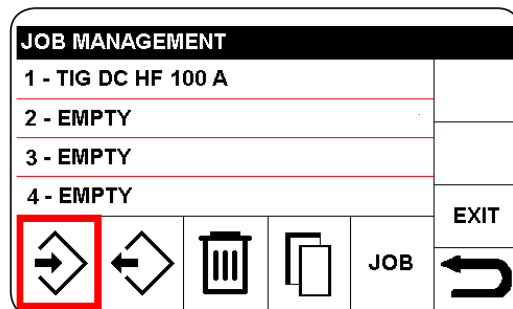 JOB MANAGEMENT
1 - TIG DC HF 100 A
2 - EMPTY
3 - EMPTY
4 - EMPTY
EXIT
JOB